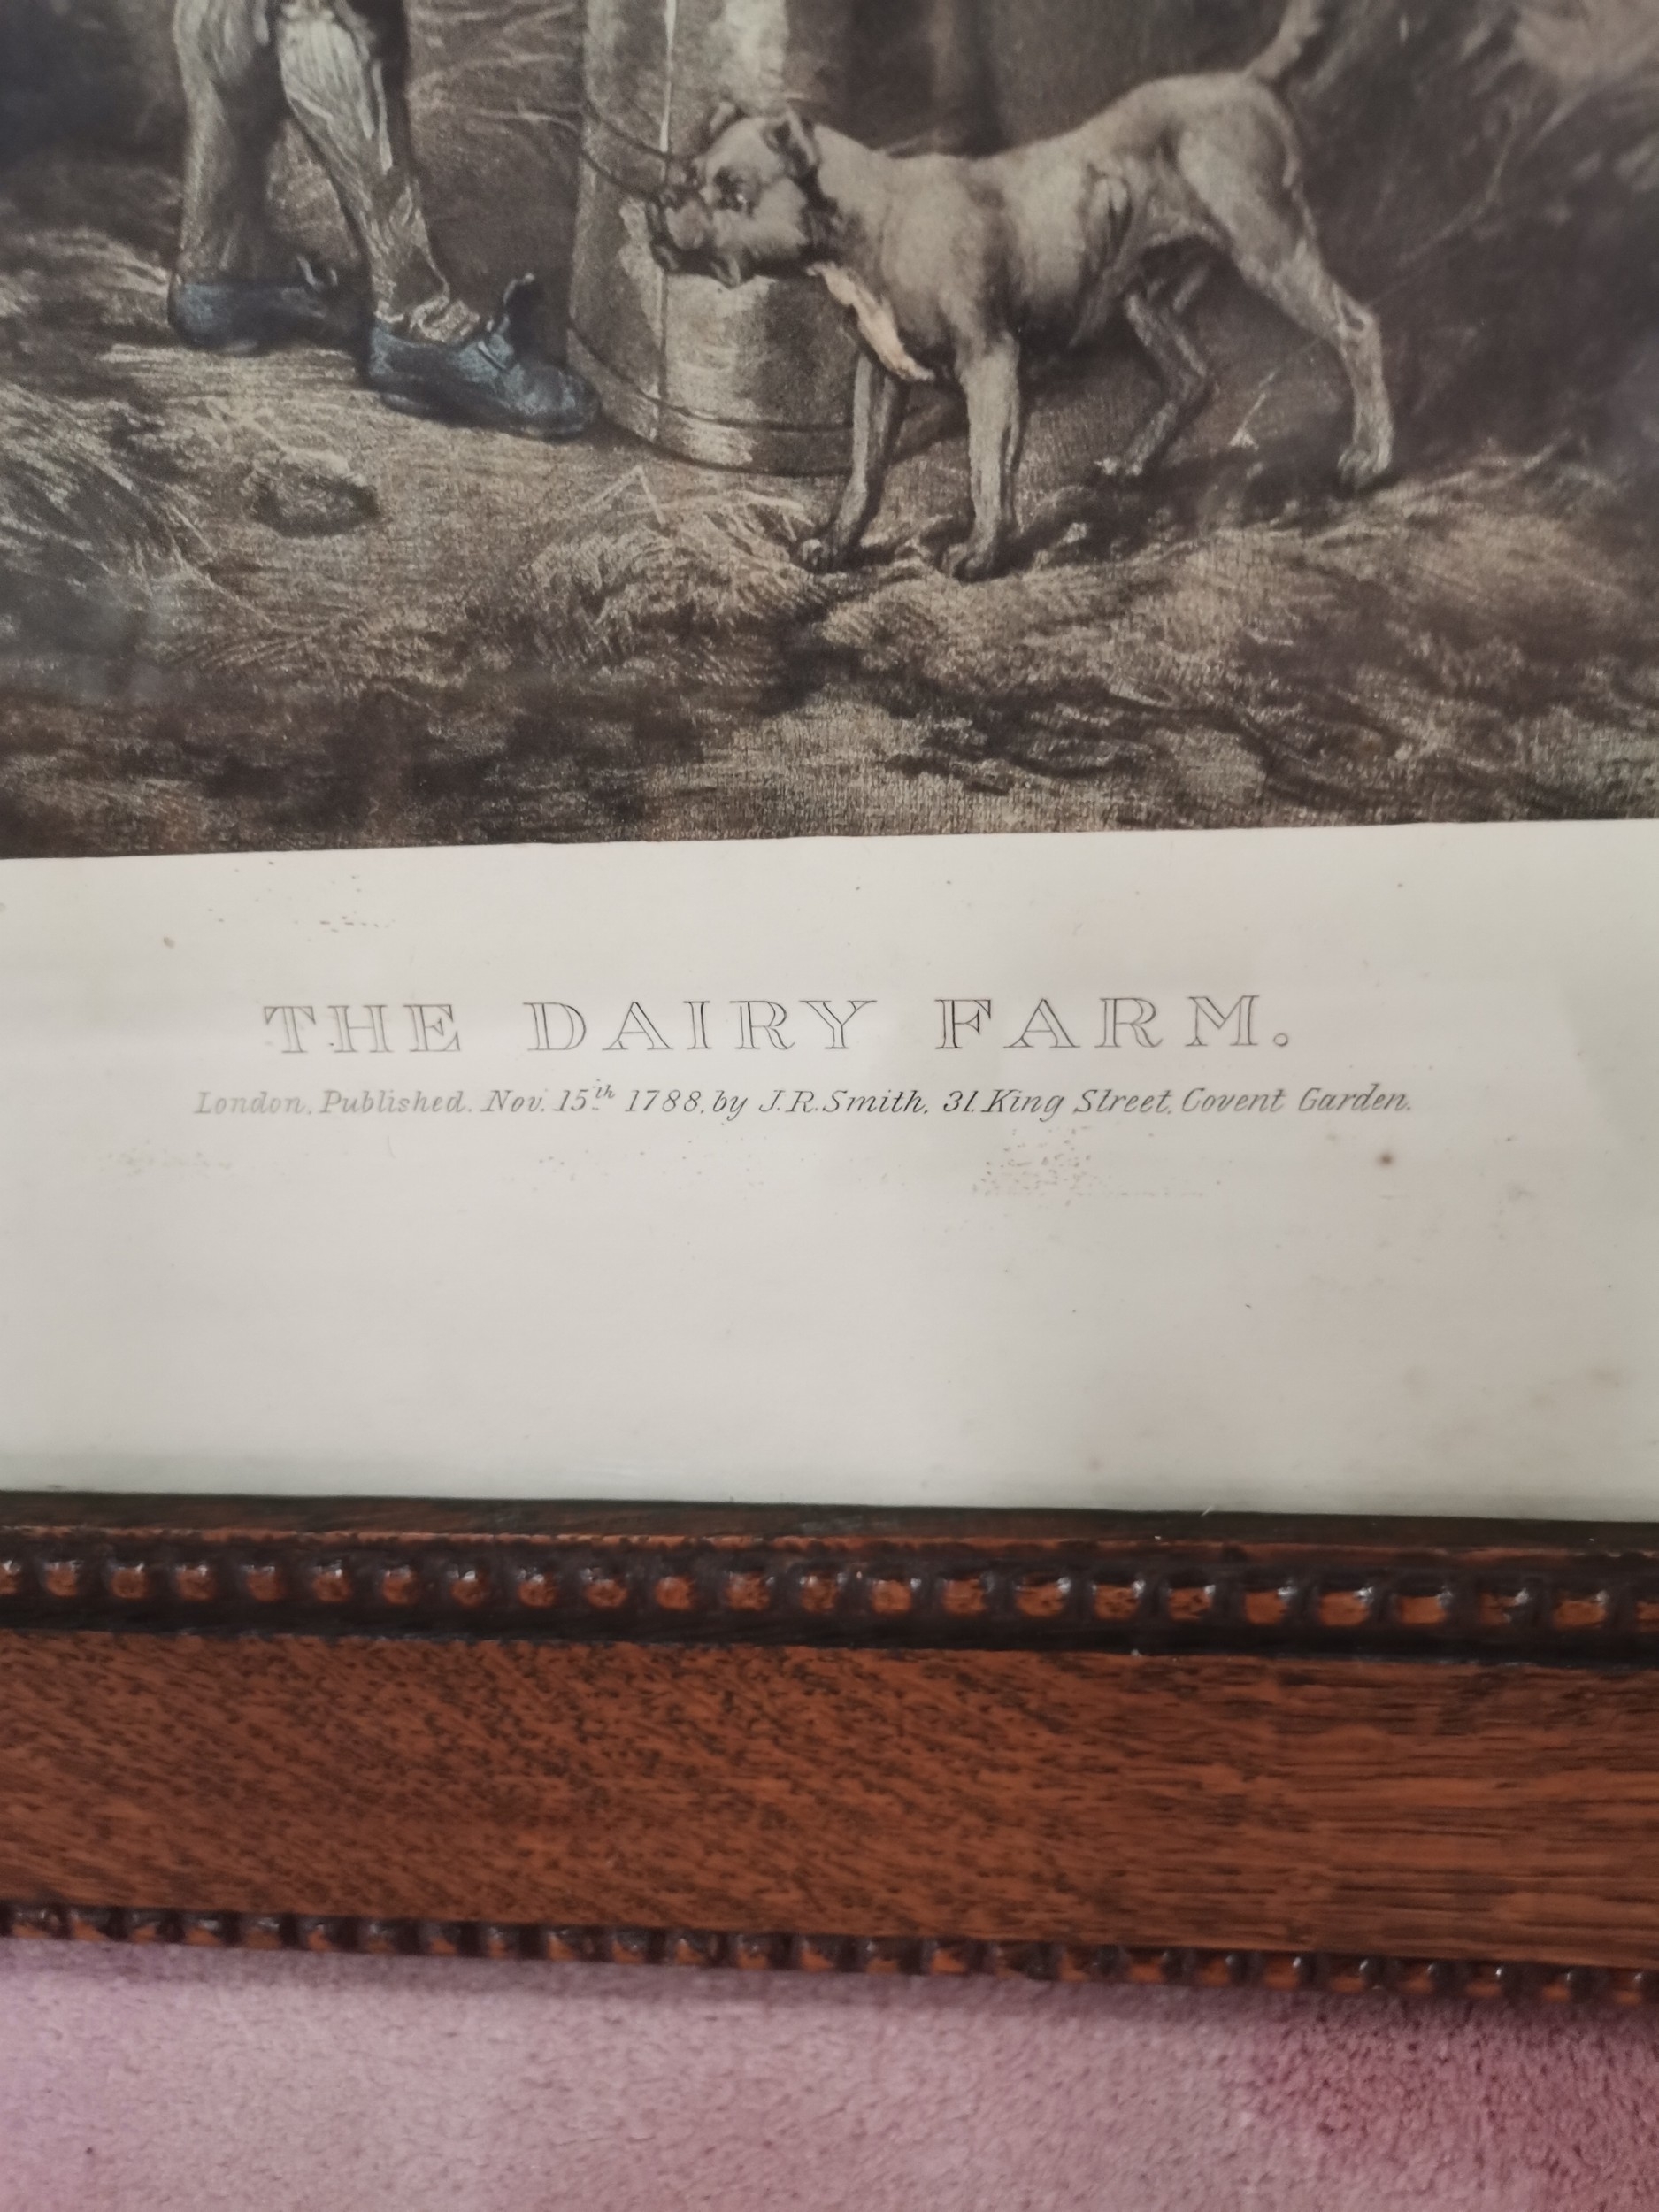 THE DAIRY FARM.
London. Published. Nov. 15th 1788. by J.R. Smith. 31. King Street. Covent Garden.